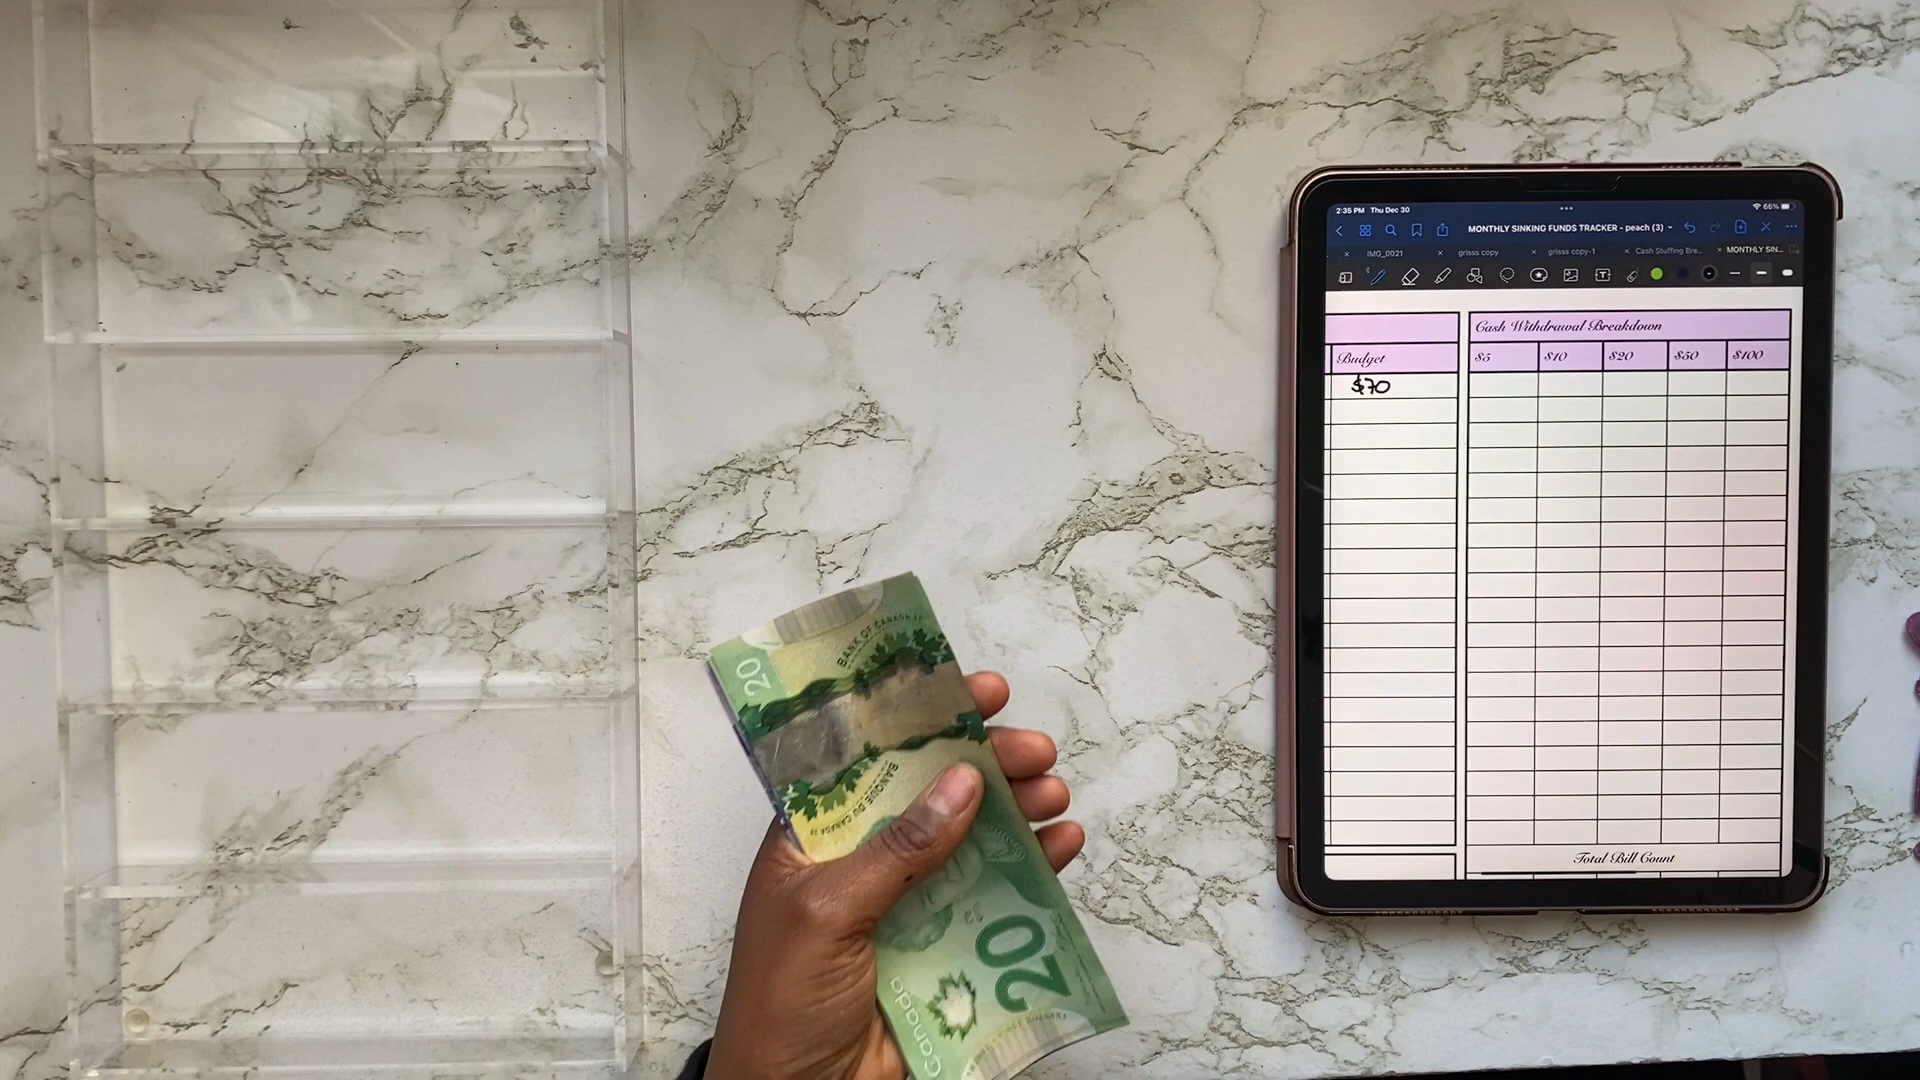 2:35 PM Thu Dec 30
66%
MONTHLY SINKING FUNDS TRACKER - peach (3)
IMG_0021
grisss copy
grisss copy-1
Cash Stuffing Bre...
MONTHLY SIN...
Cash Withdrawal Breakdown
Budget
$5
$10
$20
$50
$100
$70
Total Bill Count
20
BANK OF CANADA
BANQUE DU CANADA
20
Canada